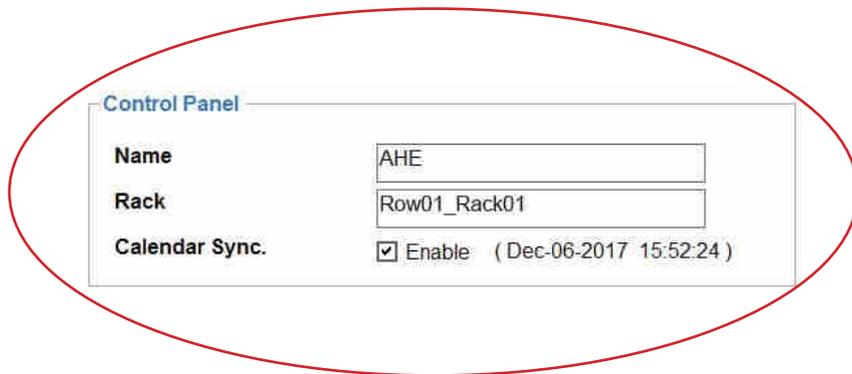 Control Panel
Name AHE
Rack Row01_Rack01
Calendar Sync. Enable ( Dec-06-2017 15:52:24 )